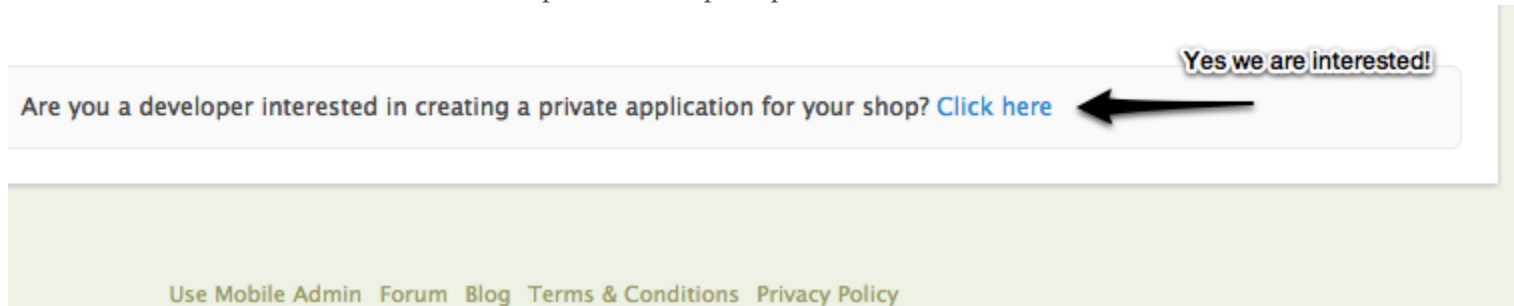 Yes we are interested!
Are you a developer interested in creating a private application for your shop? Click here
Use Mobile Admin Forum Blog Terms & Conditions Privacy Policy